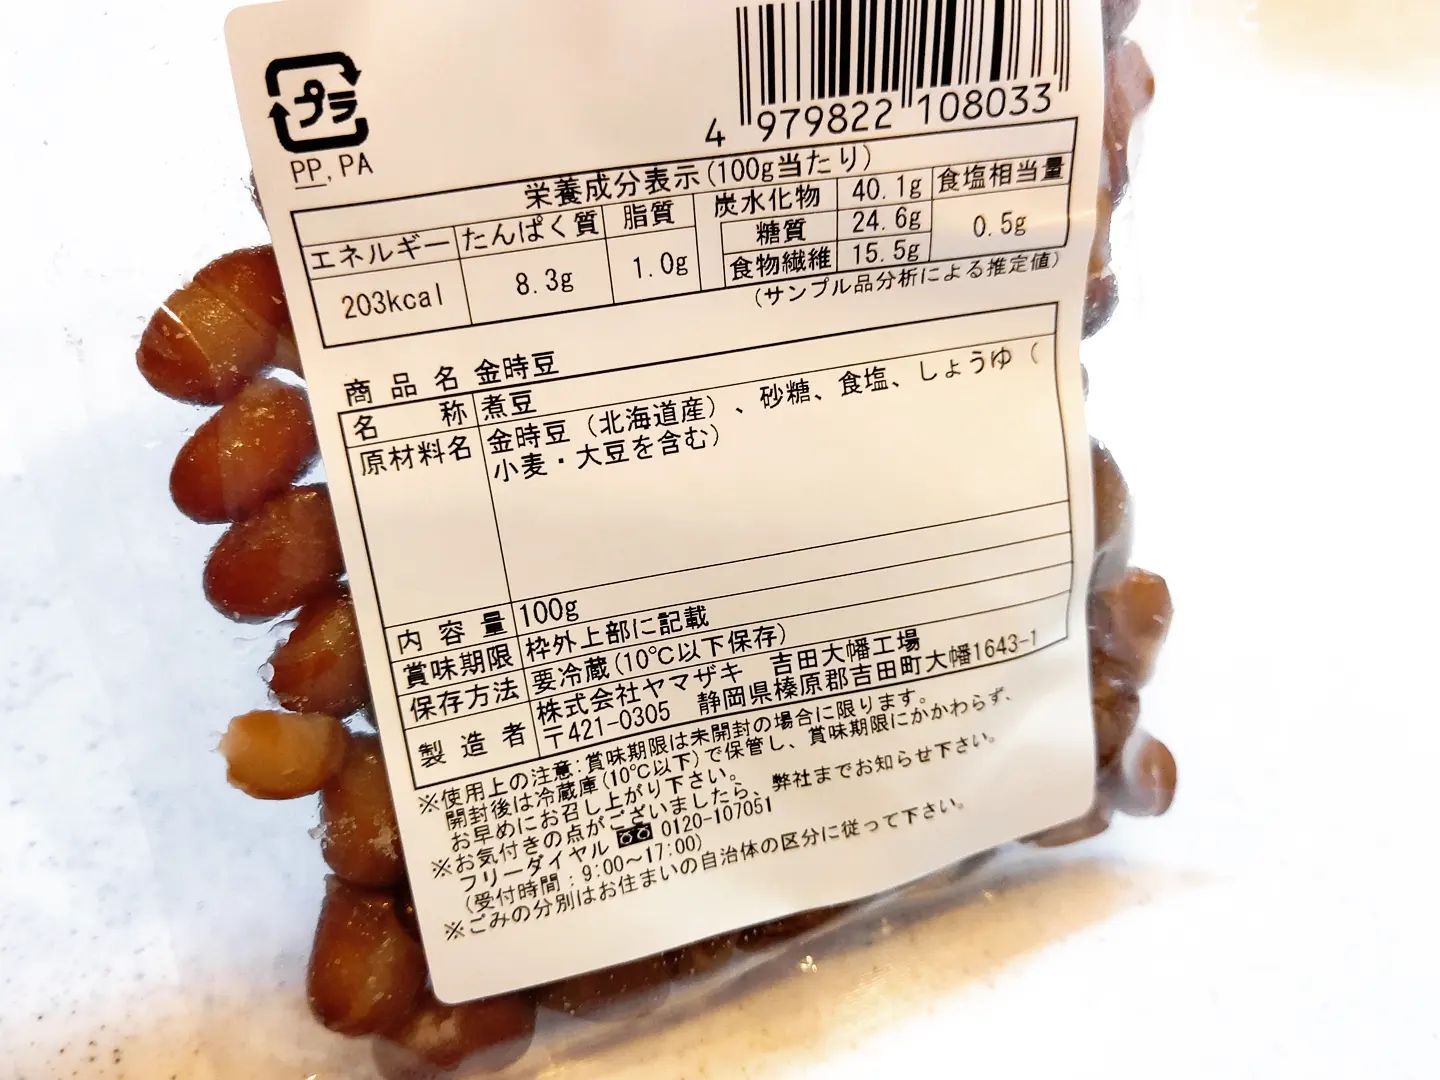 プラ
PP, PA
4 979822 108033
栄養成分表示(100g当たり)
エネルギー たんぱく質 脂質 炭水化物 40.1g 食塩相当量
糖質 24.6g
203kcal 8.3g 1.0g 食物繊維 15.5g 0.5g
(サンプル品分析による推定値)
商品名 金時豆
名称 煮豆
原材料名 金時豆(北海道産)、砂糖、食塩、しょうゆ(
小麦・大豆を含む)
内容量 100g
賞味期限 枠外上部に記載
保存方法 要冷蔵(10℃以下保存)
製造者 株式会社ヤマザキ 吉田大幡工場
〒421-0305 静岡県榛原郡吉田町大幡1643-1
※使用上の注意:賞味期限は未開封の場合に限ります。
開封後は冷蔵庫(10℃以下)で保管し、賞味期限にかかわらず、
お早めにお召し上がり下さい。
※お気付きの点がございましたら、弊社までお知らせ下さい。
フリーダイヤル 0120-107051
(受付時間:9:00~17:00)
※ごみの分別はお住まいの自治体の区分に従って下さい。